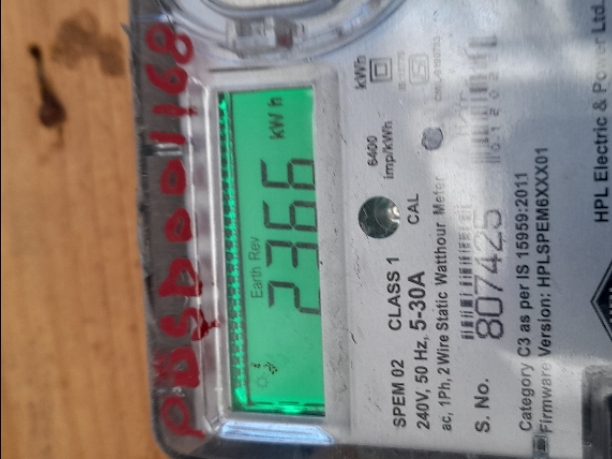 Earth Rev
2366 kWh
kWh
6400
imp/kWh
SPEM 02 CLASS 1
240V, 50 Hz, 5-30A CAL
ac, 1Ph, 2 Wire Static Watthour Meter
S. No. 807425
Category C3 as per IS 15959:2011
Firmware Version: HPLSPEM6XXX01
HPL Electric & Power Ltd.